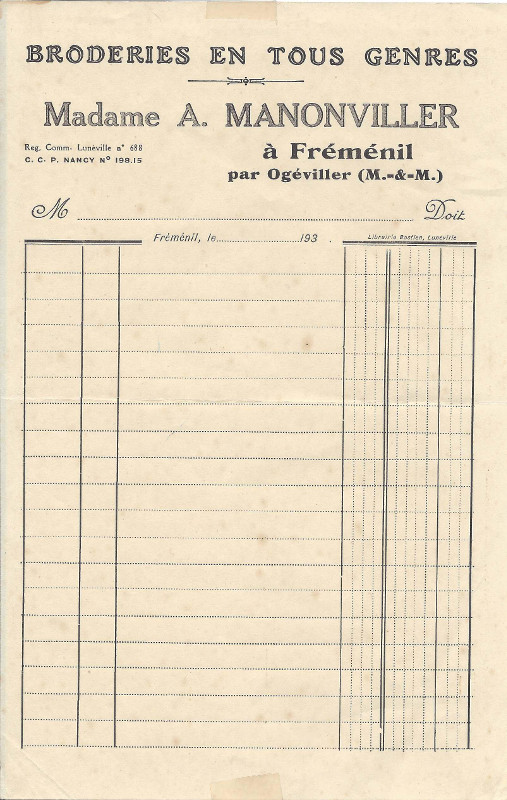 BRODERIES EN TOUS GENRES
Madame A. MANONVILLER
Reg. Comm. Lunéville n° 688
C. C. P. NANCY N° 198.15
à Fréménil
par Ogéviller (M.-&-M.)
M Doit
Fréménil, le 193 .
Librairie Bastien, Lunéville